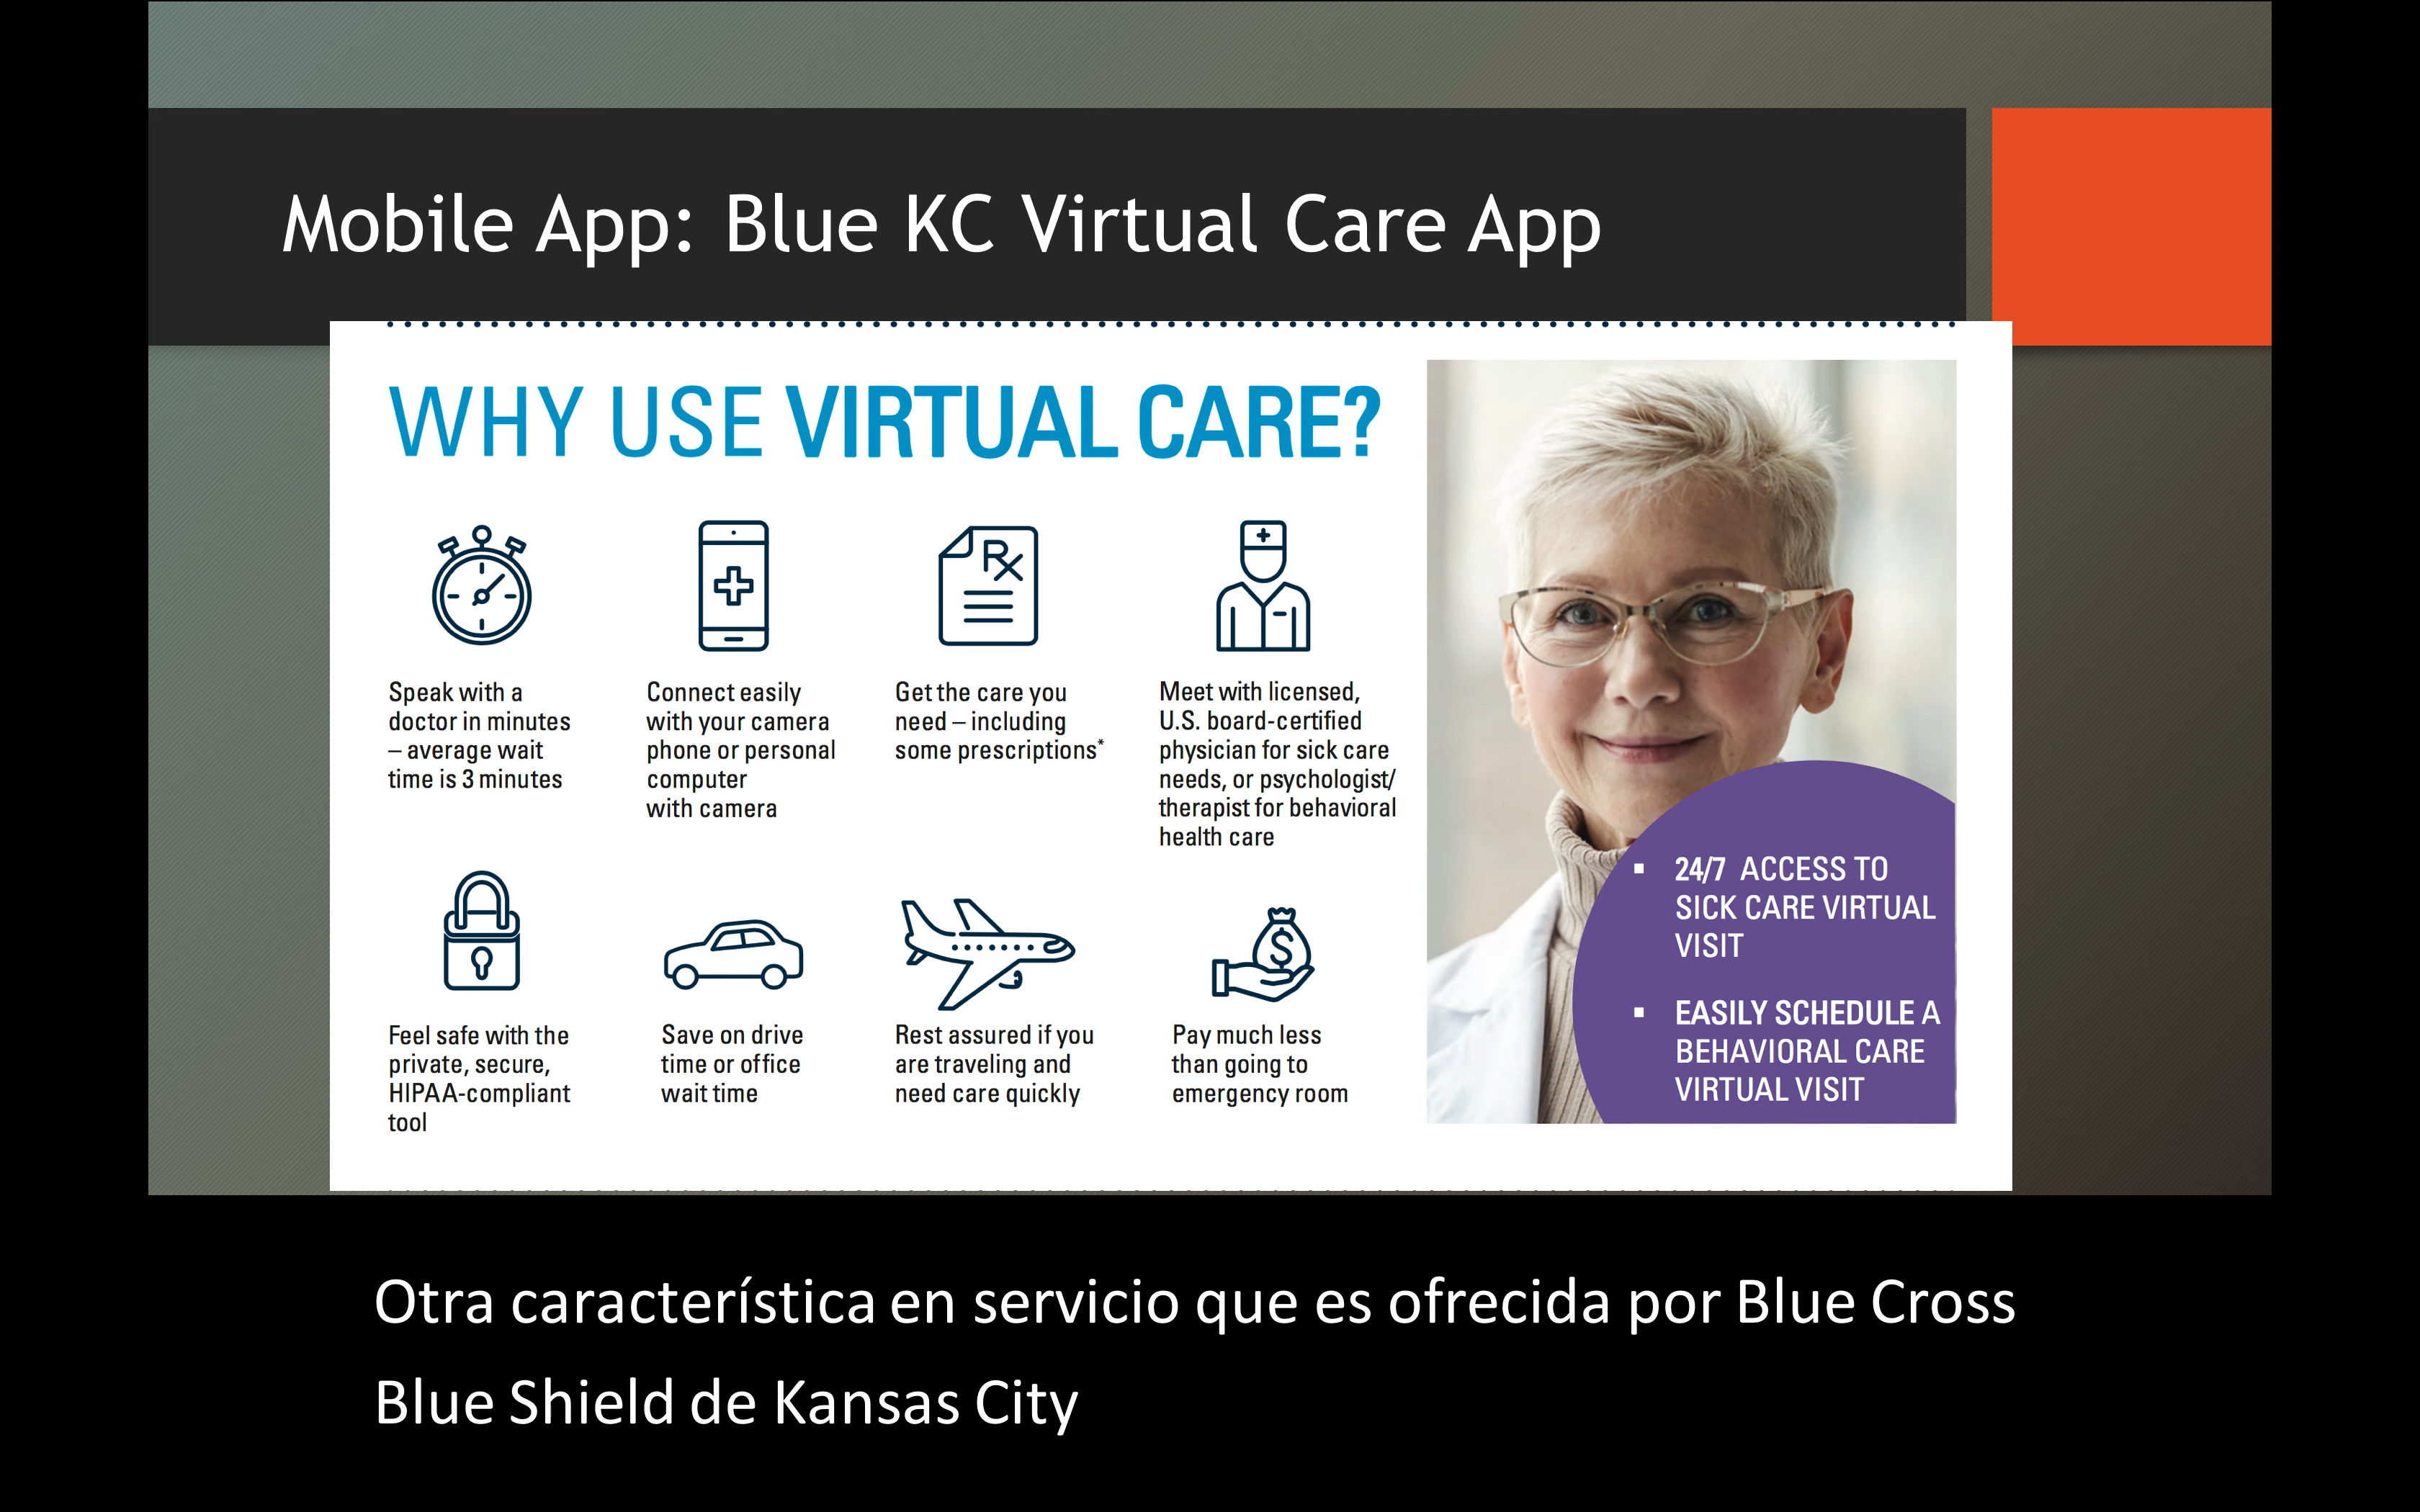 Mobile App: Blue KC Virtual Care App
WHY USE VIRTUAL CARE?
Rx
Speak with a
doctor in minutes
– average wait
time is 3 minutes
Connect easily
with your camera
phone or personal
computer
with camera
Get the care you
need – including
some prescriptions*
Meet with licensed,
U.S. board-certified
physician for sick care
needs, or psychologist/
therapist for behavioral
health care
$
Feel safe with the
private, secure,
HIPAA-compliant
tool
Save on drive
time or office
wait time
Rest assured if you
are traveling and
need care quickly
Pay much less
than going to
emergency room
▪ 24/7 ACCESS TO
SICK CARE VIRTUAL
VISIT
▪ EASILY SCHEDULE A
BEHAVIORAL CARE
VIRTUAL VISIT
Otra característica en servicio que es ofrecida por Blue Cross
Blue Shield de Kansas City